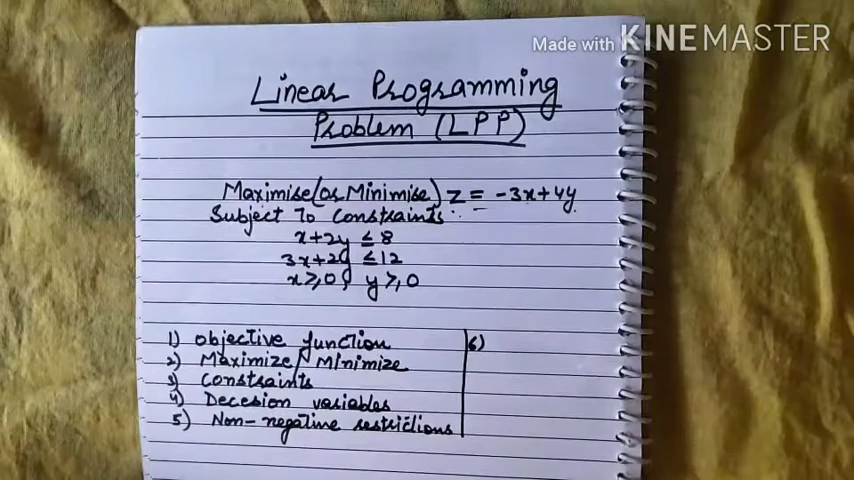 Made with KINEMASTER
Linear Programming
Problem (LPP)
Maximise (or Minimise) Z = -3x+4y
Subject To Constraints :.
x+2y ≤ 8
3x+2y ≤ 12
x ≥ 0, y ≥ 0
1) Objective function
2) Maximize/Minimize
3) Constraints
4) Decesion variables
5) Non-negative restrictions
6)